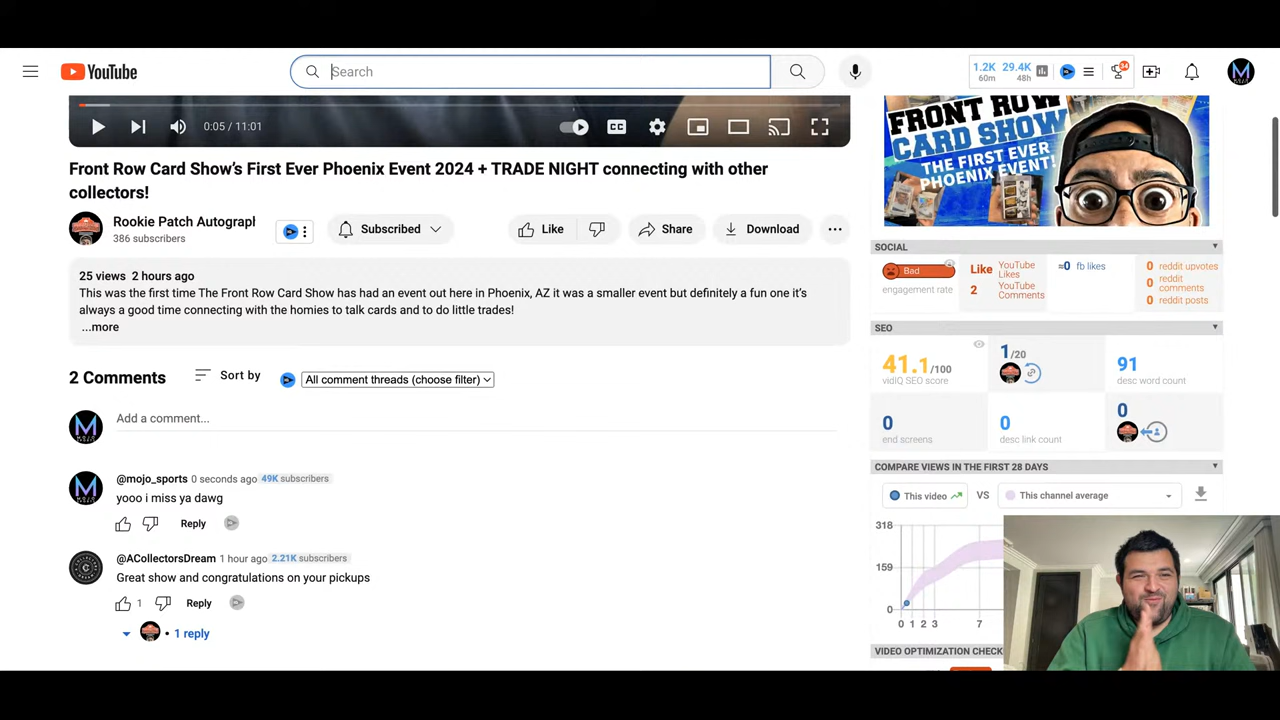 YouTube
Search
1.2K 29.4K
60m 48h
34
FRONT ROW
CARD SHOW
THE FIRST EVER
PHOENIX EVENT!
0:05 / 11:01
CC
Front Row Card Show's First Ever Phoenix Event 2024 + TRADE NIGHT connecting with other
collectors!
Rookie Patch Autograph
386 subscribers
Subscribed
Like
Share
Download
25 views 2 hours ago
This was the first time The Front Row Card Show has had an event out here in Phoenix, AZ it was a smaller event but definitely a fun one it's
always a good time connecting with the homies to talk cards and to do little trades!
...more
2 Comments
Sort by
All comment threads (choose filter)
Add a comment...
@mojo_sports 0 seconds ago 49K subscribers
yooo i miss ya dawg
Reply
@ACollectorsDream 1 hour ago 2.21K subscribers
Great show and congratulations on your pickups
1
Reply
1 reply
SOCIAL
Bad
engagement rate
Like YouTube Likes
2 YouTube Comments
≈0 fb likes
0 reddit upvotes
0 reddit comments
0 reddit posts
SEO
41.1/100
vidIQ SEO score
1/20
91
desc word count
0
end screens
0
desc link count
0
COMPARE VIEWS IN THE FIRST 28 DAYS
This video
VS
This channel average
318
159
0
0 1 2 3 7
VIDEO OPTIMIZATION CHECK